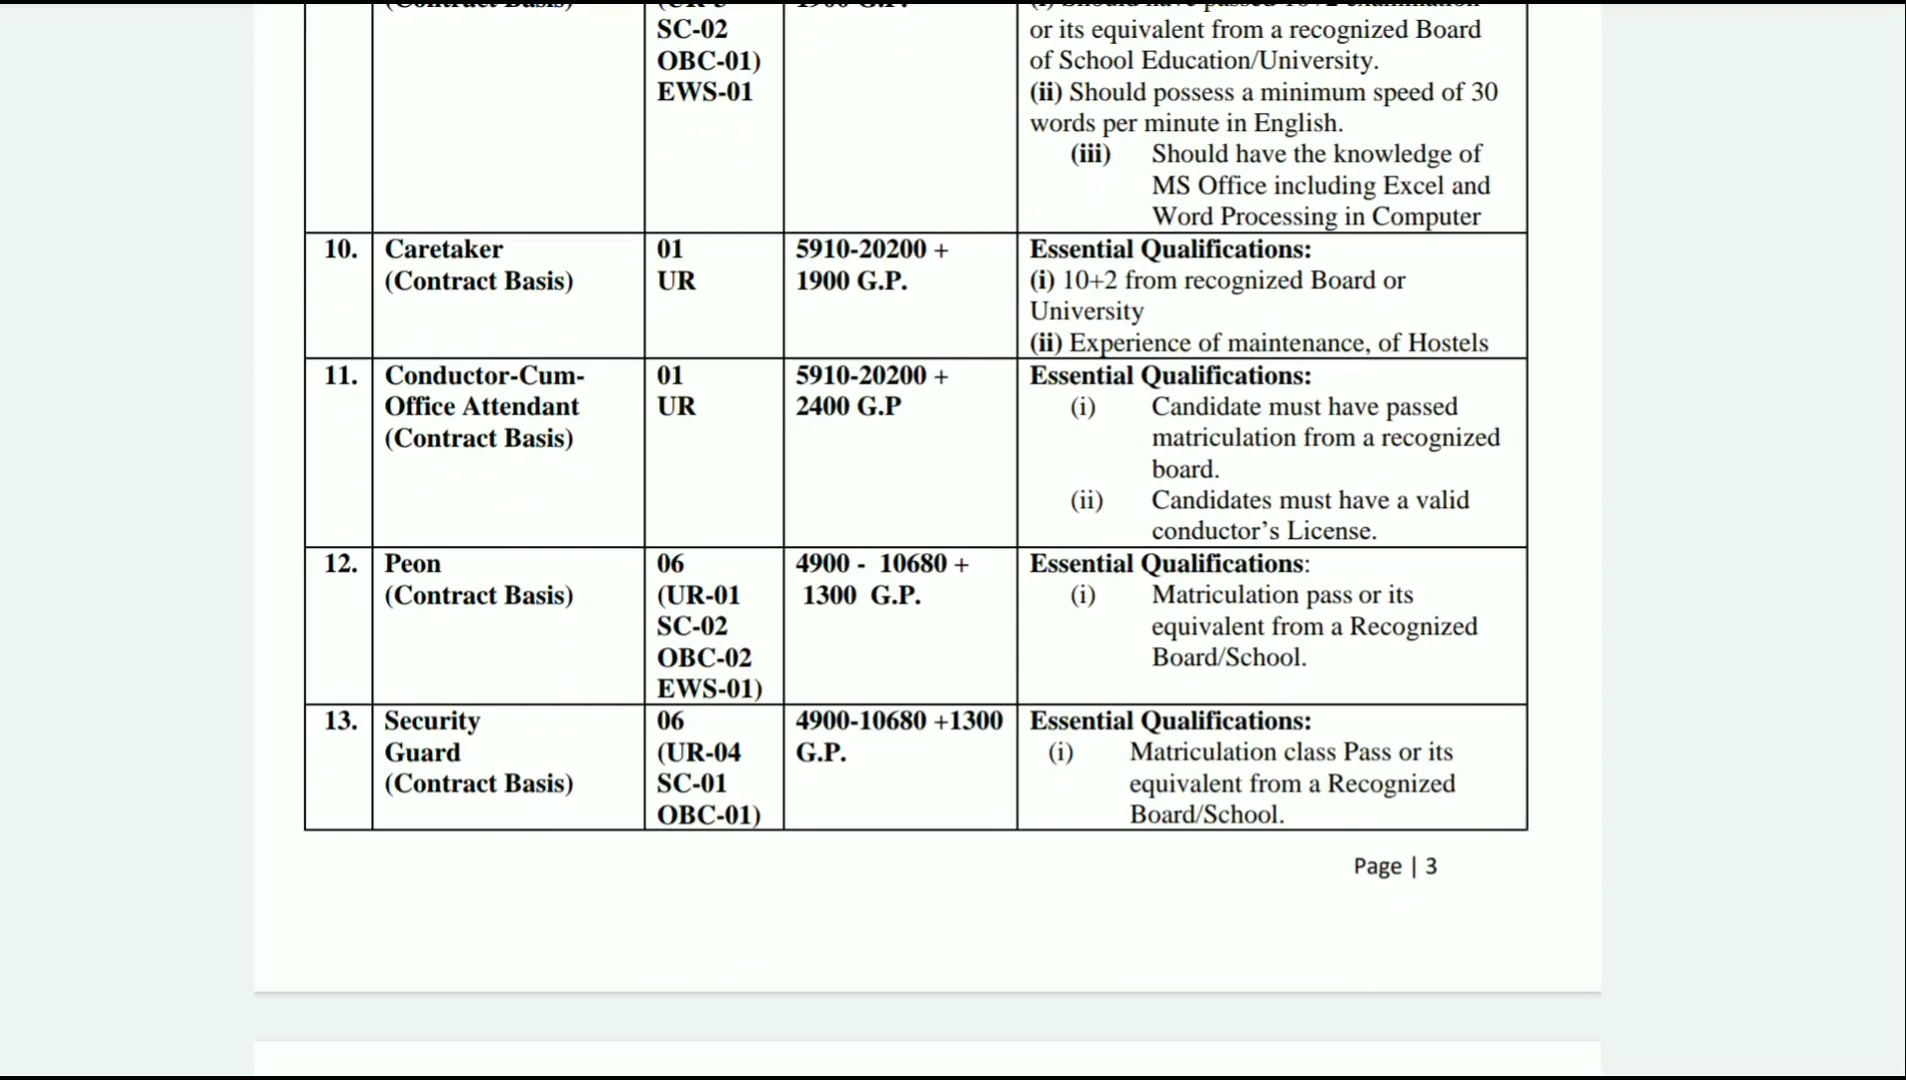 SC-02
OBC-01)
EWS-01
or its equivalent from a recognized Board
of School Education/University.
(ii) Should possess a minimum speed of 30
words per minute in English.
(iii) Should have the knowledge of
MS Office including Excel and
Word Processing in Computer
10. Caretaker
(Contract Basis)
01
UR
5910-20200 +
1900 G.P.
Essential Qualifications:
(i) 10+2 from recognized Board or
University
(ii) Experience of maintenance, of Hostels
11. Conductor-Cum-
Office Attendant
(Contract Basis)
01
UR
5910-20200 +
2400 G.P
Essential Qualifications:
(i) Candidate must have passed
matriculation from a recognized
board.
(ii) Candidates must have a valid
conductor’s License.
12. Peon
(Contract Basis)
06
(UR-01
SC-02
OBC-02
EWS-01)
4900 - 10680 +
1300 G.P.
Essential Qualifications:
(i) Matriculation pass or its
equivalent from a Recognized
Board/School.
13. Security
Guard
(Contract Basis)
06
(UR-04
SC-01
OBC-01)
4900-10680 +1300
G.P.
Essential Qualifications:
(i) Matriculation class Pass or its
equivalent from a Recognized
Board/School.
Page | 3